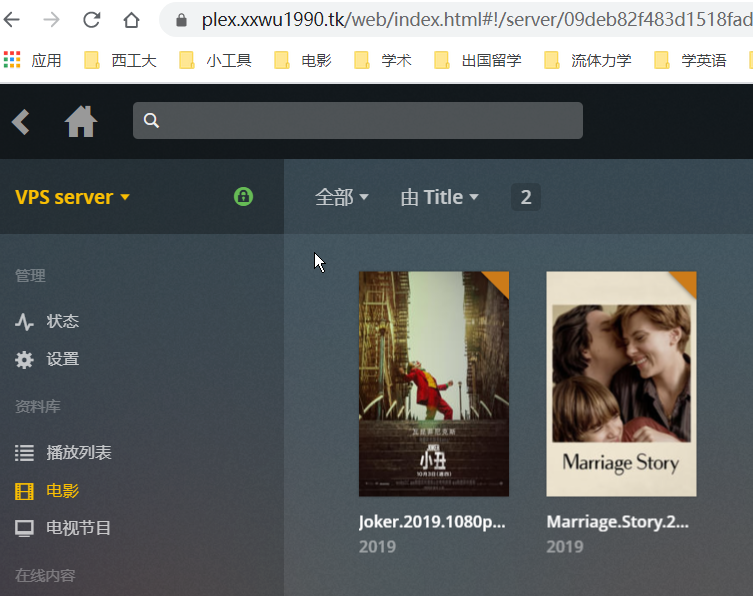 plex.xxwu1990.tk/web/index.html#!/server/09deb82f483d1518fad
应用 西工大 小工具 电影 学术 出国留学 流体力学 学英语
VPS server
全部 由 Title 2
管理
状态
设置
资料库
播放列表
电影
电视节目
在线内容
JOKER
小丑
Marriage Story
Joker.2019.1080p...
2019
Marriage.Story.2...
2019